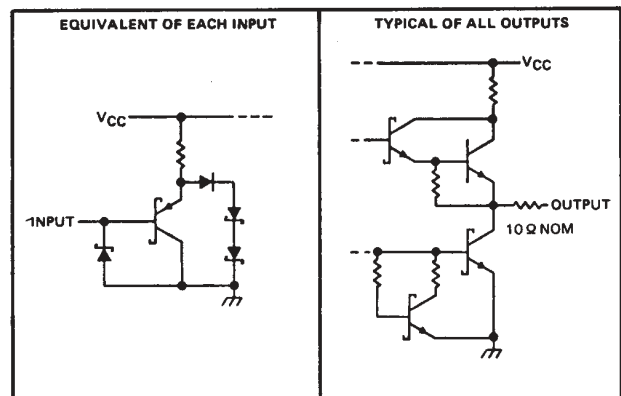 EQUIVALENT OF EACH INPUT
VCC
INPUT
TYPICAL OF ALL OUTPUTS
VCC
OUTPUT
10 Ω NOM